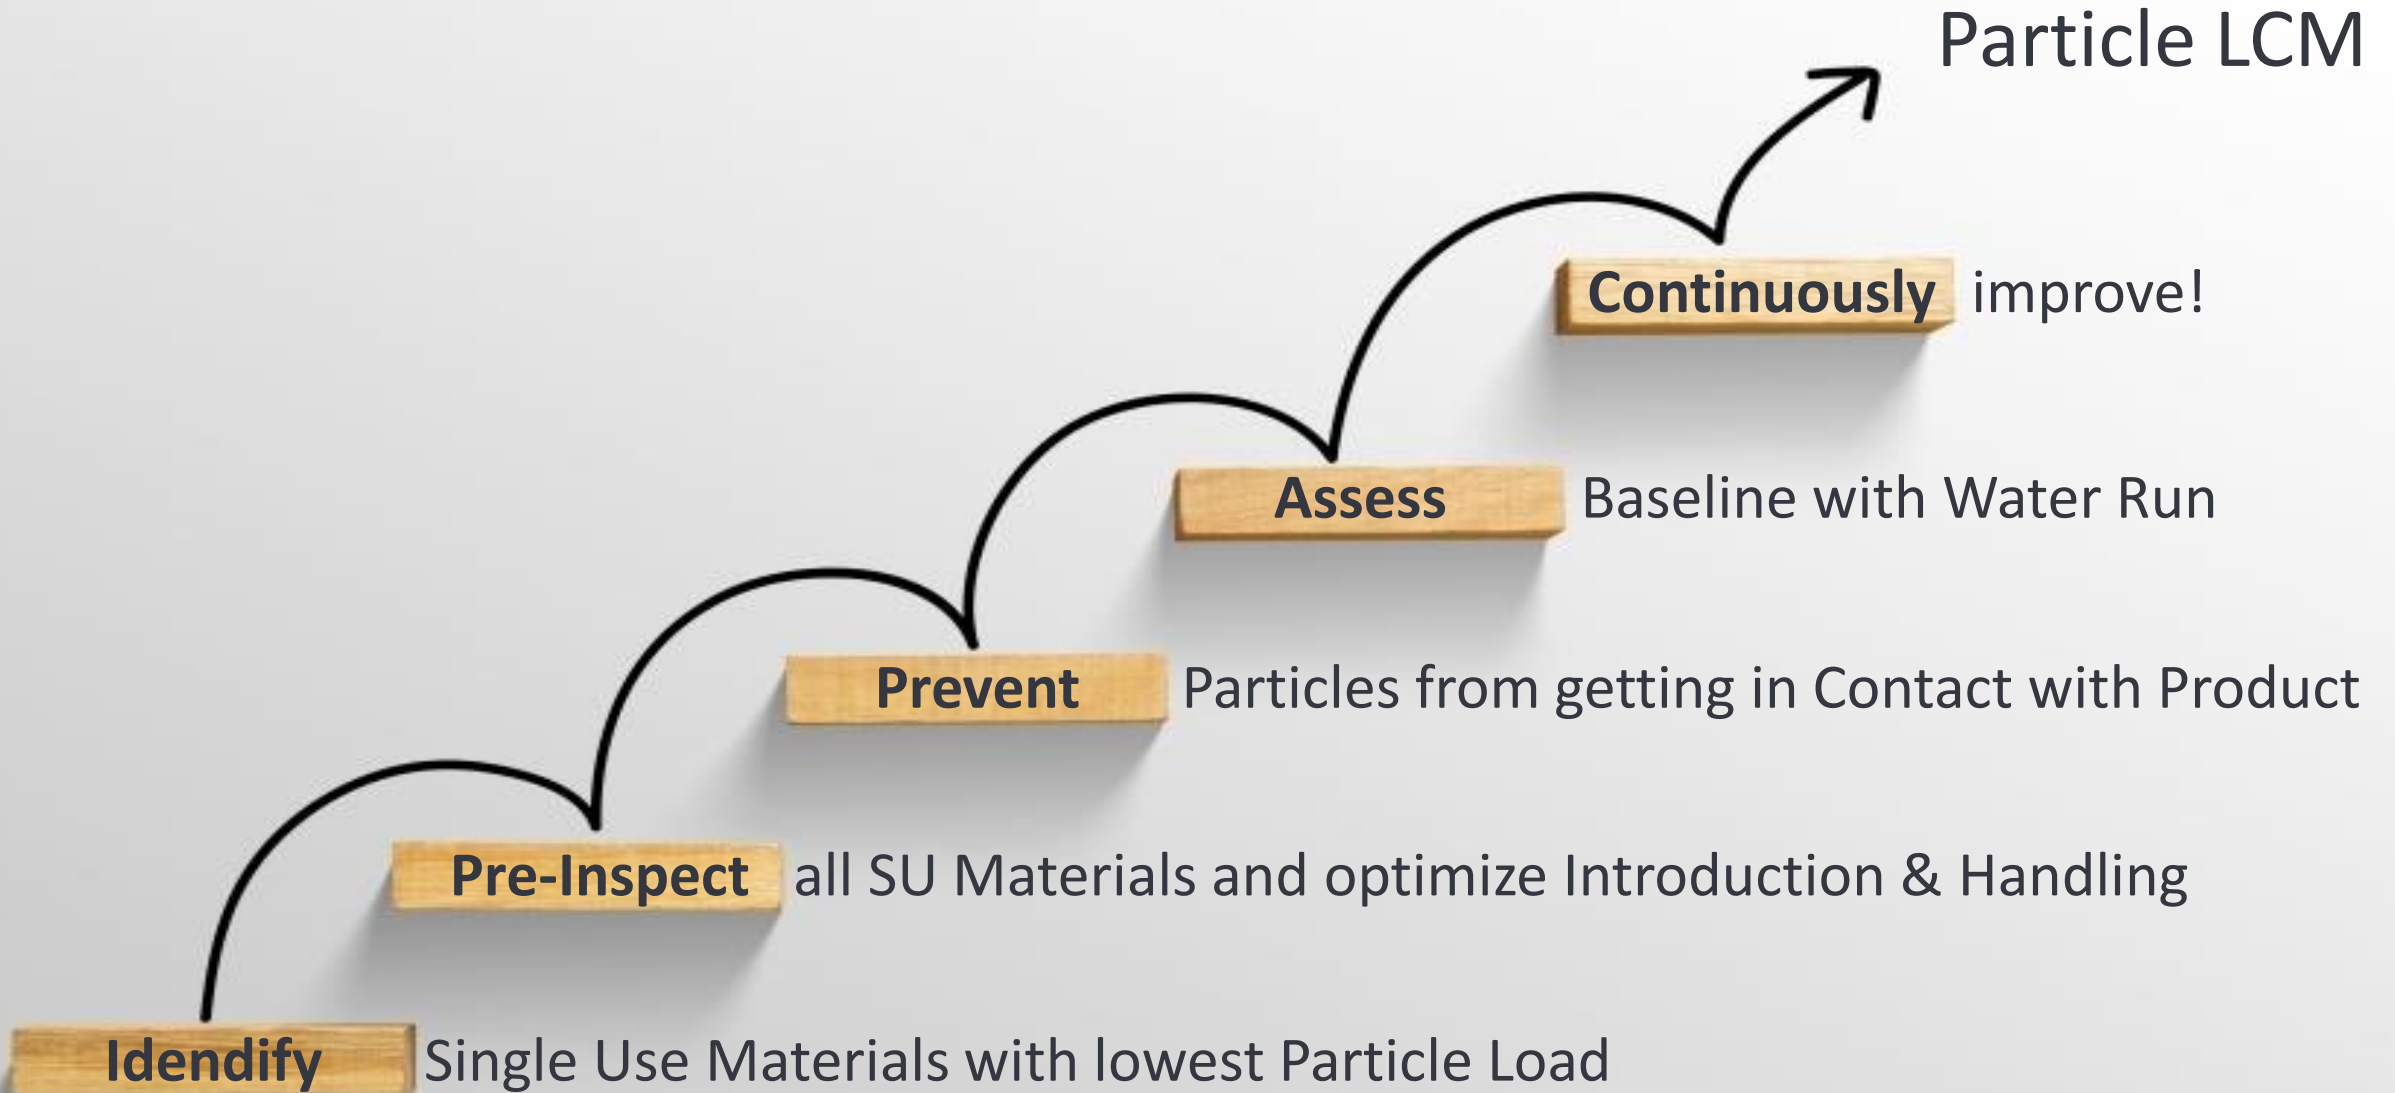 Particle LCM
Continuously improve!
Assess Baseline with Water Run
Prevent Particles from getting in Contact with Product
Pre-Inspect all SU Materials and optimize Introduction & Handling
Idendify Single Use Materials with lowest Particle Load